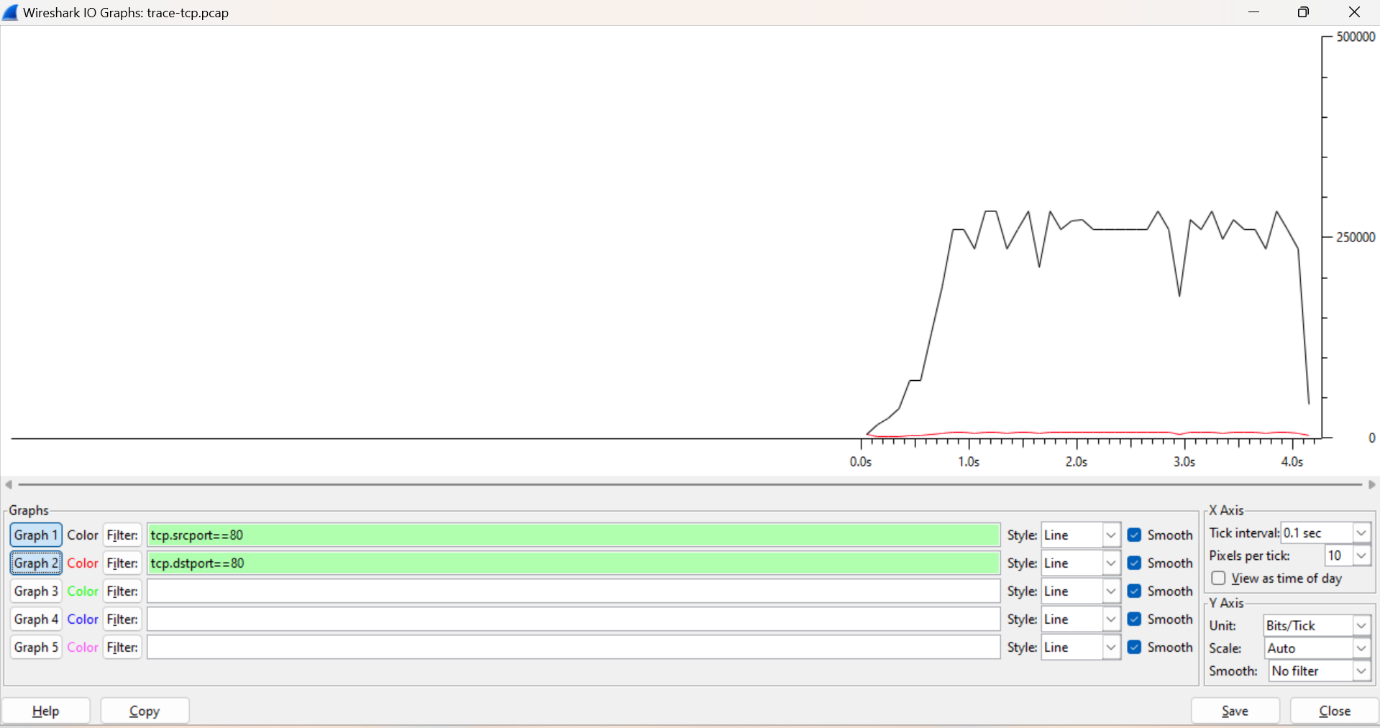 Wireshark IO Graphs: trace-tcp.pcap
500000
250000
0
0.0s 1.0s 2.0s 3.0s 4.0s
Graphs
Graph 1 Color Filter: tcp.srcport==80 Style: Line Smooth
Graph 2 Color Filter: tcp.dstport==80 Style: Line Smooth
Graph 3 Color Filter: Style: Line Smooth
Graph 4 Color Filter: Style: Line Smooth
Graph 5 Color Filter: Style: Line Smooth
X Axis
Tick interval: 0.1 sec
Pixels per tick: 10
View as time of day
Y Axis
Unit: Bits/Tick
Scale: Auto
Smooth: No filter
Help Copy Save Close